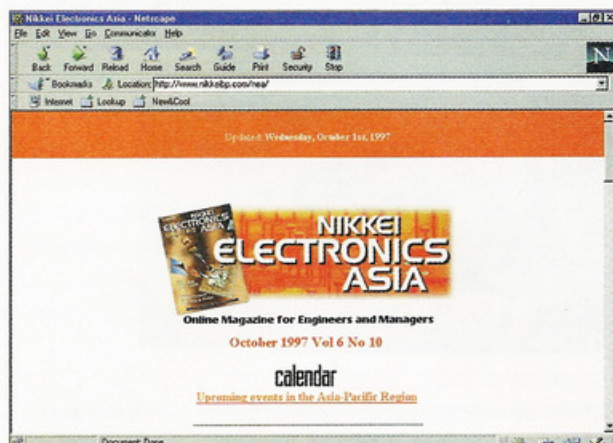 Nikkei Electronics Asia - Netscape
File Edit View Go Communicator Help
Back Forward Reload Home Search Guide Print Security Stop
N
Bookmarks Location: http://www.nikkeibp.com/nea/
Internet Lookup New&Cool
Updated: Wednesday, October 1st, 1997
NIKKEI
ELECTRONICS
ASIA
NIKKEI
ELECTRONICS
ASIA
Online Magazine for Engineers and Managers
October 1997 Vol 6 No 10
calendar
Upcoming events in the Asia-Pacific Region
Document: Done